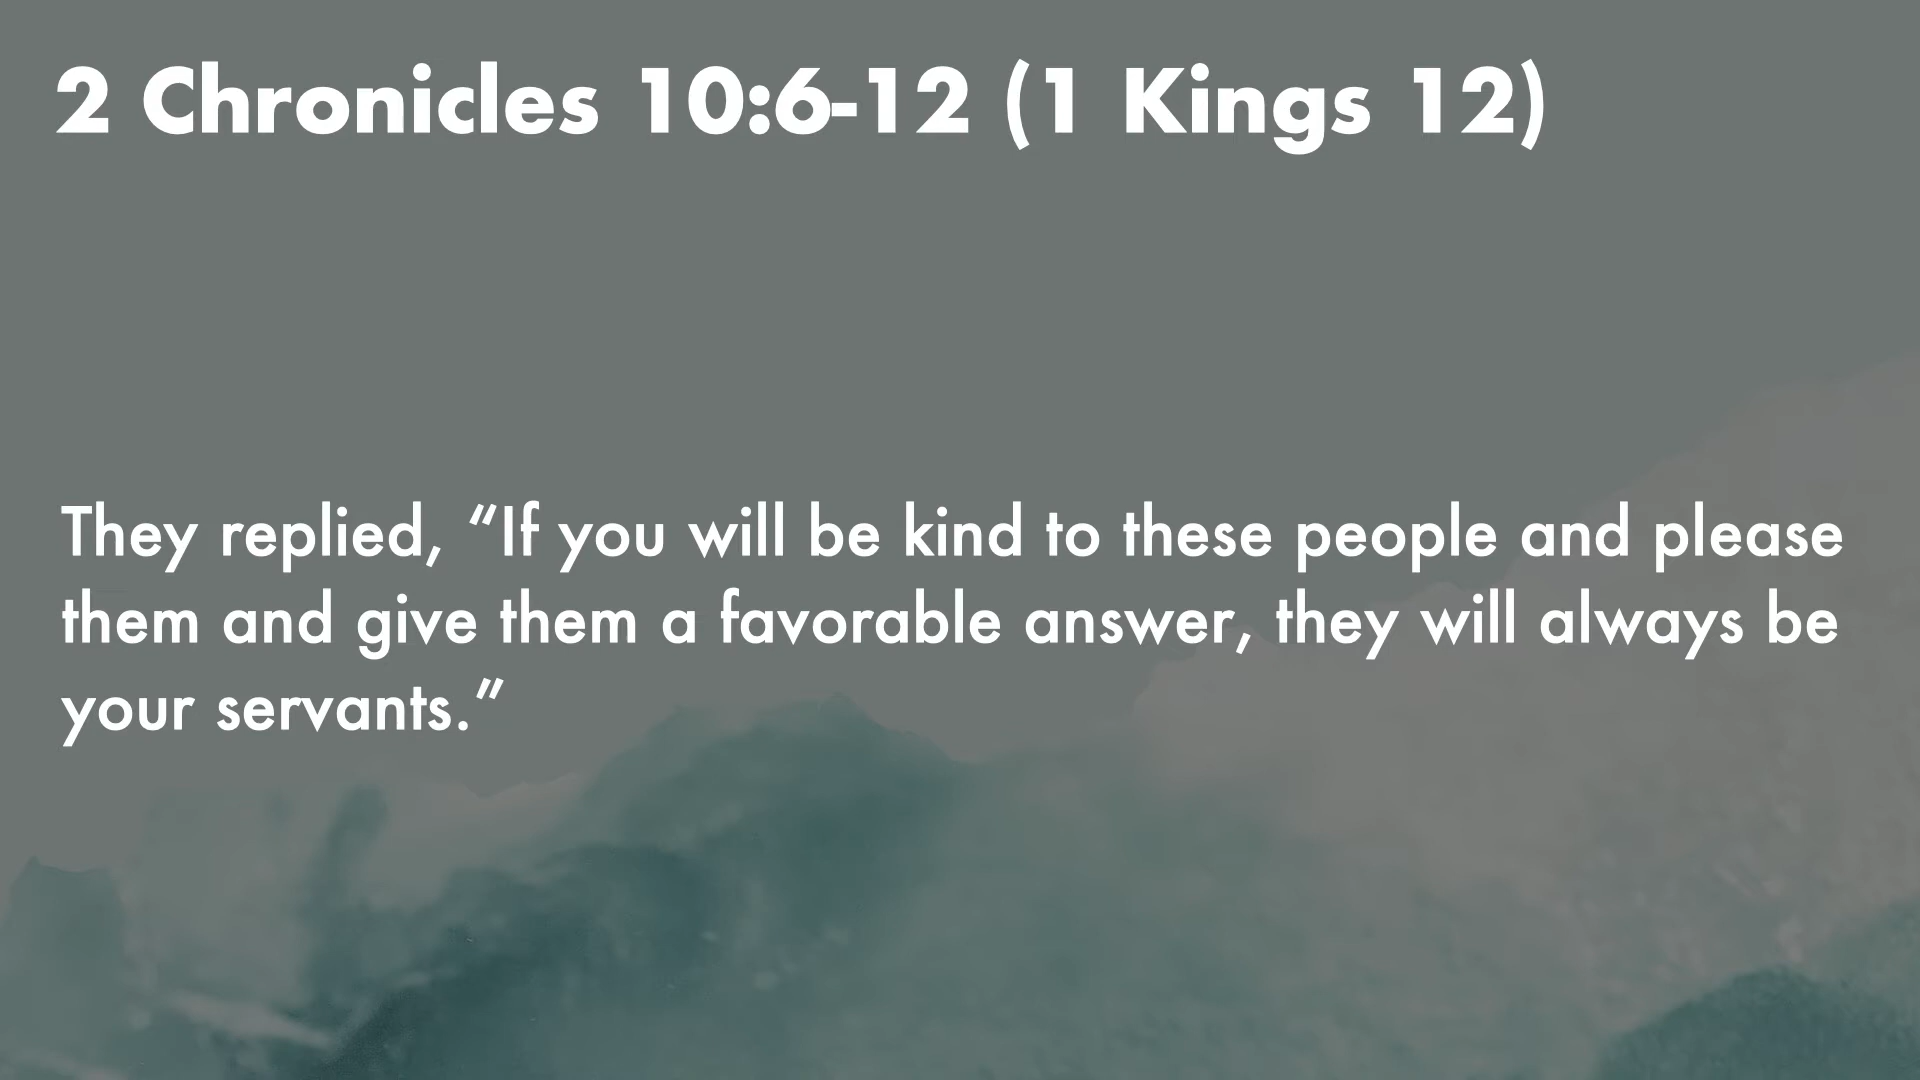 2 Chronicles 10:6-12 (1 Kings 12)
They replied, “If you will be kind to these people and please
them and give them a favorable answer, they will always be
your servants.”